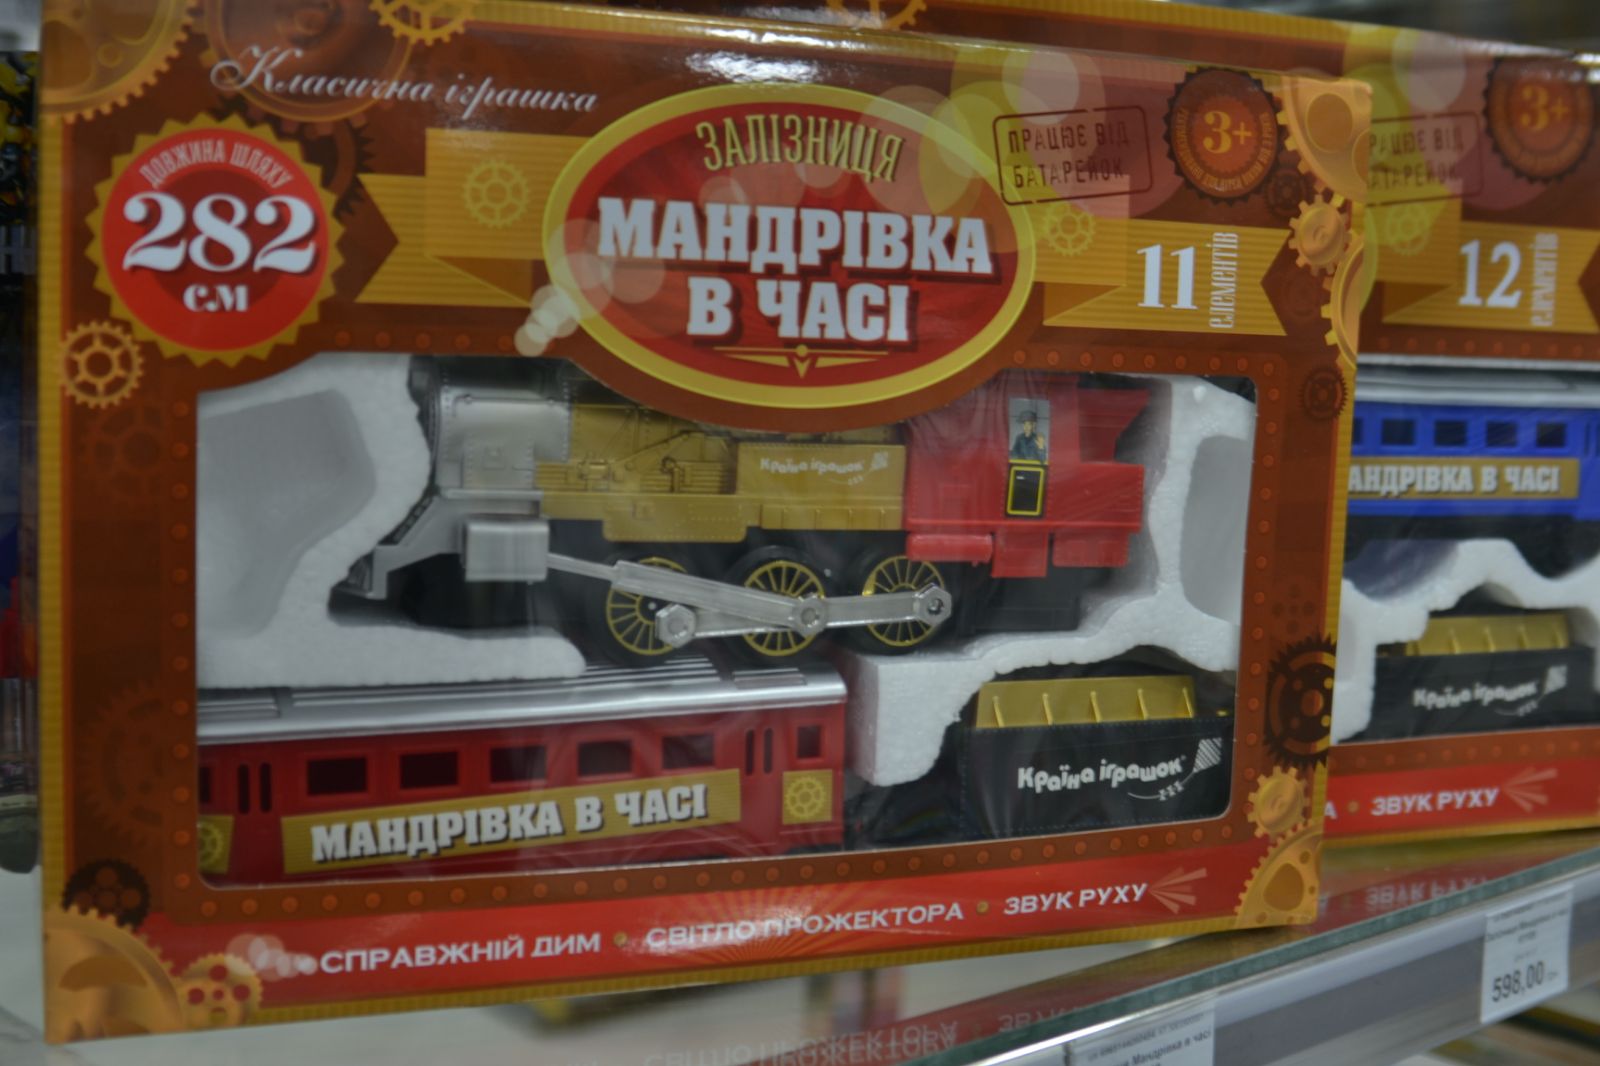 Класична іграшка
ДОВЖИНА ШЛЯХУ
282
см
ЗАЛІЗНИЦЯ
МАНДРІВКА
В ЧАСІ
ПРАЦЮЄ ВІД
БАТАРЕЙОК
3+
11
елементів
Країна іграшок
МАНДРІВКА В ЧАСІ
Країна іграшок
СПРАВЖНІЙ ДИМ • СВІТЛО ПРОЖЕКТОРА • ЗВУК РУХУ
3+
12
елементів
МАНДРІВКА В ЧАСІ
Країна іграшок
ЗВУК РУХУ
598,00
Мандрівка в часі